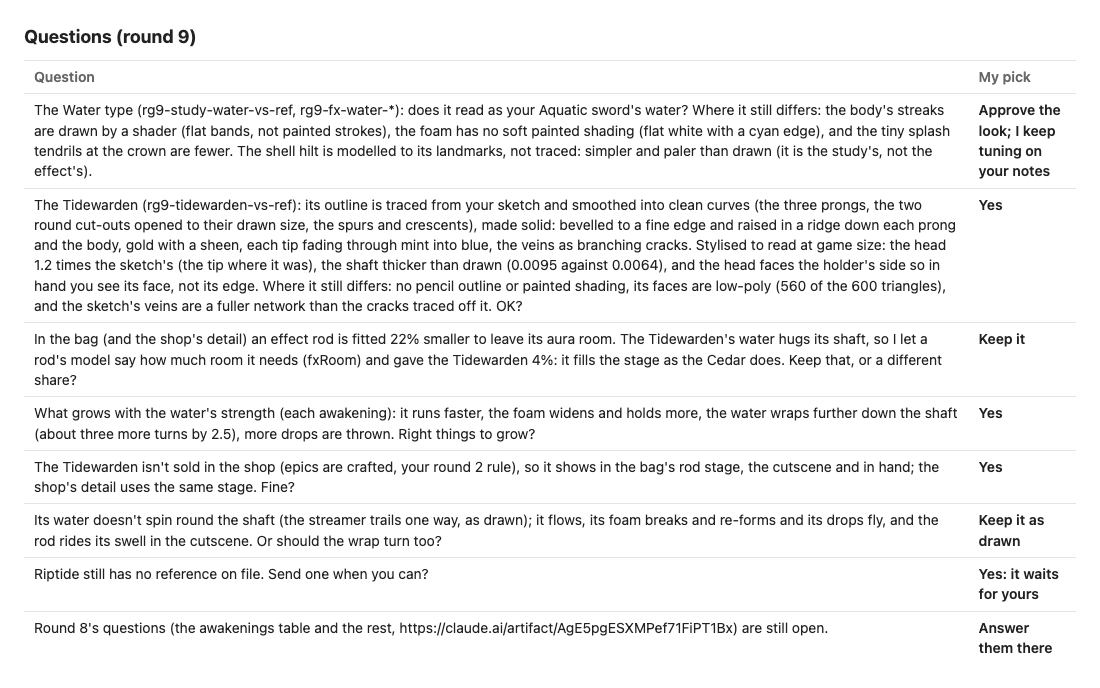 Questions (round 9)
Question
My pick
The Water type (rg9-study-water-vs-ref, rg9-fx-water-*): does it read as your Aquatic sword's water? Where it still differs: the body's streaks
are drawn by a shader (flat bands, not painted strokes), the foam has no soft painted shading (flat white with a cyan edge), and the tiny splash
tendrils at the crown are fewer. The shell hilt is modelled to its landmarks, not traced: simpler and paler than drawn (it is the study's, not the
effect's).
Approve the
look; I keep
tuning on
your notes
The Tidewarden (rg9-tidewarden-vs-ref): its outline is traced from your sketch and smoothed into clean curves (the three prongs, the two
round cut-outs opened to their drawn size, the spurs and crescents), made solid: bevelled to a fine edge and raised in a ridge down each prong
and the body, gold with a sheen, each tip fading through mint into blue, the veins as branching cracks. Stylised to read at game size: the head
1.2 times the sketch's (the tip where it was), the shaft thicker than drawn (0.0095 against 0.0064), and the head faces the holder's side so in
hand you see its face, not its edge. Where it still differs: no pencil outline or painted shading, its faces are low-poly (560 of the 600 triangles),
and the sketch's veins are a fuller network than the cracks traced off it. OK?
Yes
In the bag (and the shop's detail) an effect rod is fitted 22% smaller to leave its aura room. The Tidewarden's water hugs its shaft, so I let a
rod's model say how much room it needs (fxRoom) and gave the Tidewarden 4%: it fills the stage as the Cedar does. Keep that, or a different
share?
Keep it
What grows with the water's strength (each awakening): it runs faster, the foam widens and holds more, the water wraps further down the shaft
(about three more turns by 2.5), more drops are thrown. Right things to grow?
Yes
The Tidewarden isn't sold in the shop (epics are crafted, your round 2 rule), so it shows in the bag's rod stage, the cutscene and in hand; the
shop's detail uses the same stage. Fine?
Yes
Its water doesn't spin round the shaft (the streamer trails one way, as drawn); it flows, its foam breaks and re-forms and its drops fly, and the
rod rides its swell in the cutscene. Or should the wrap turn too?
Keep it as
drawn
Riptide still has no reference on file. Send one when you can?
Yes: it waits
for yours
Round 8's questions (the awakenings table and the rest, https://claude.ai/artifact/AgE5pgESXMPef71FiPT1Bx) are still open.
Answer
them there